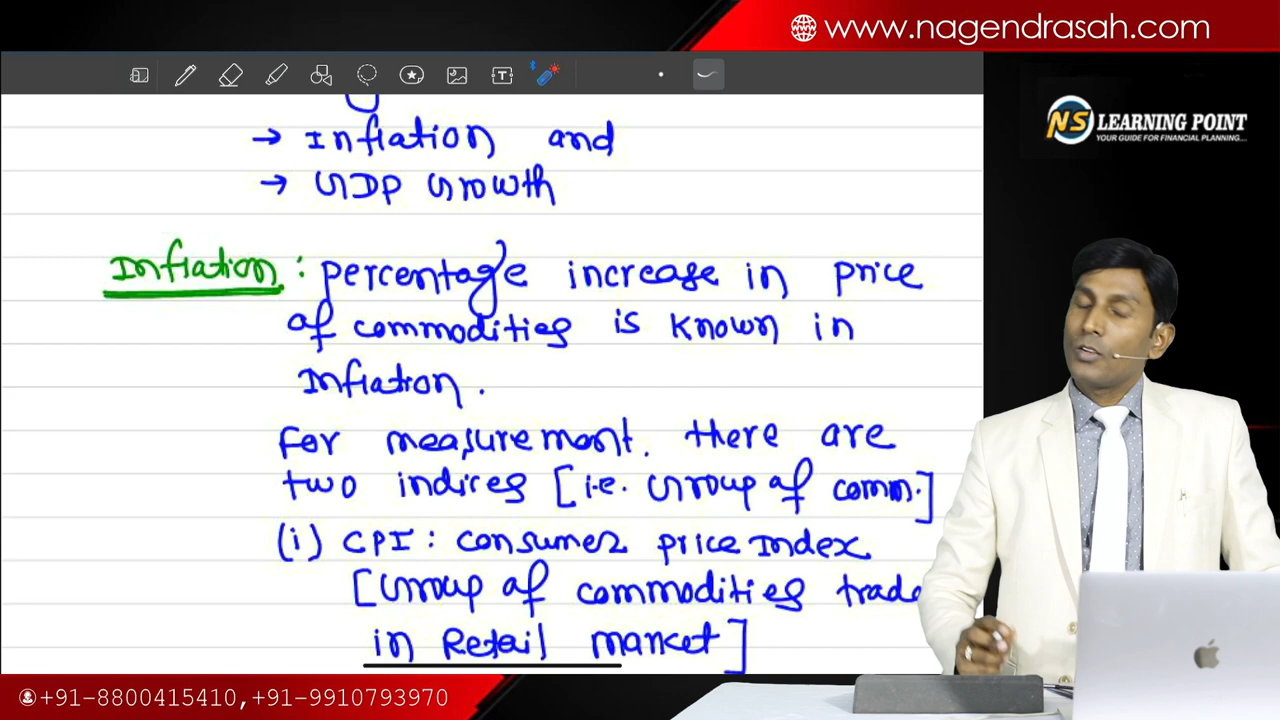 www.nagendrasah.com
NS LEARNING POINT
YOUR GUIDE FOR FINANCIAL PLANNING....
→ Inflation and
→ GDP Growth
Inflation : percentage increase in price
of commodities is known in
Inflation.
For measurement. there are
two indices [i.e. Group of comm.]
(i) CPI : consumer price Index
[Group of commodities trade
in Retail market]
+91-8800415410,+91-9910793970